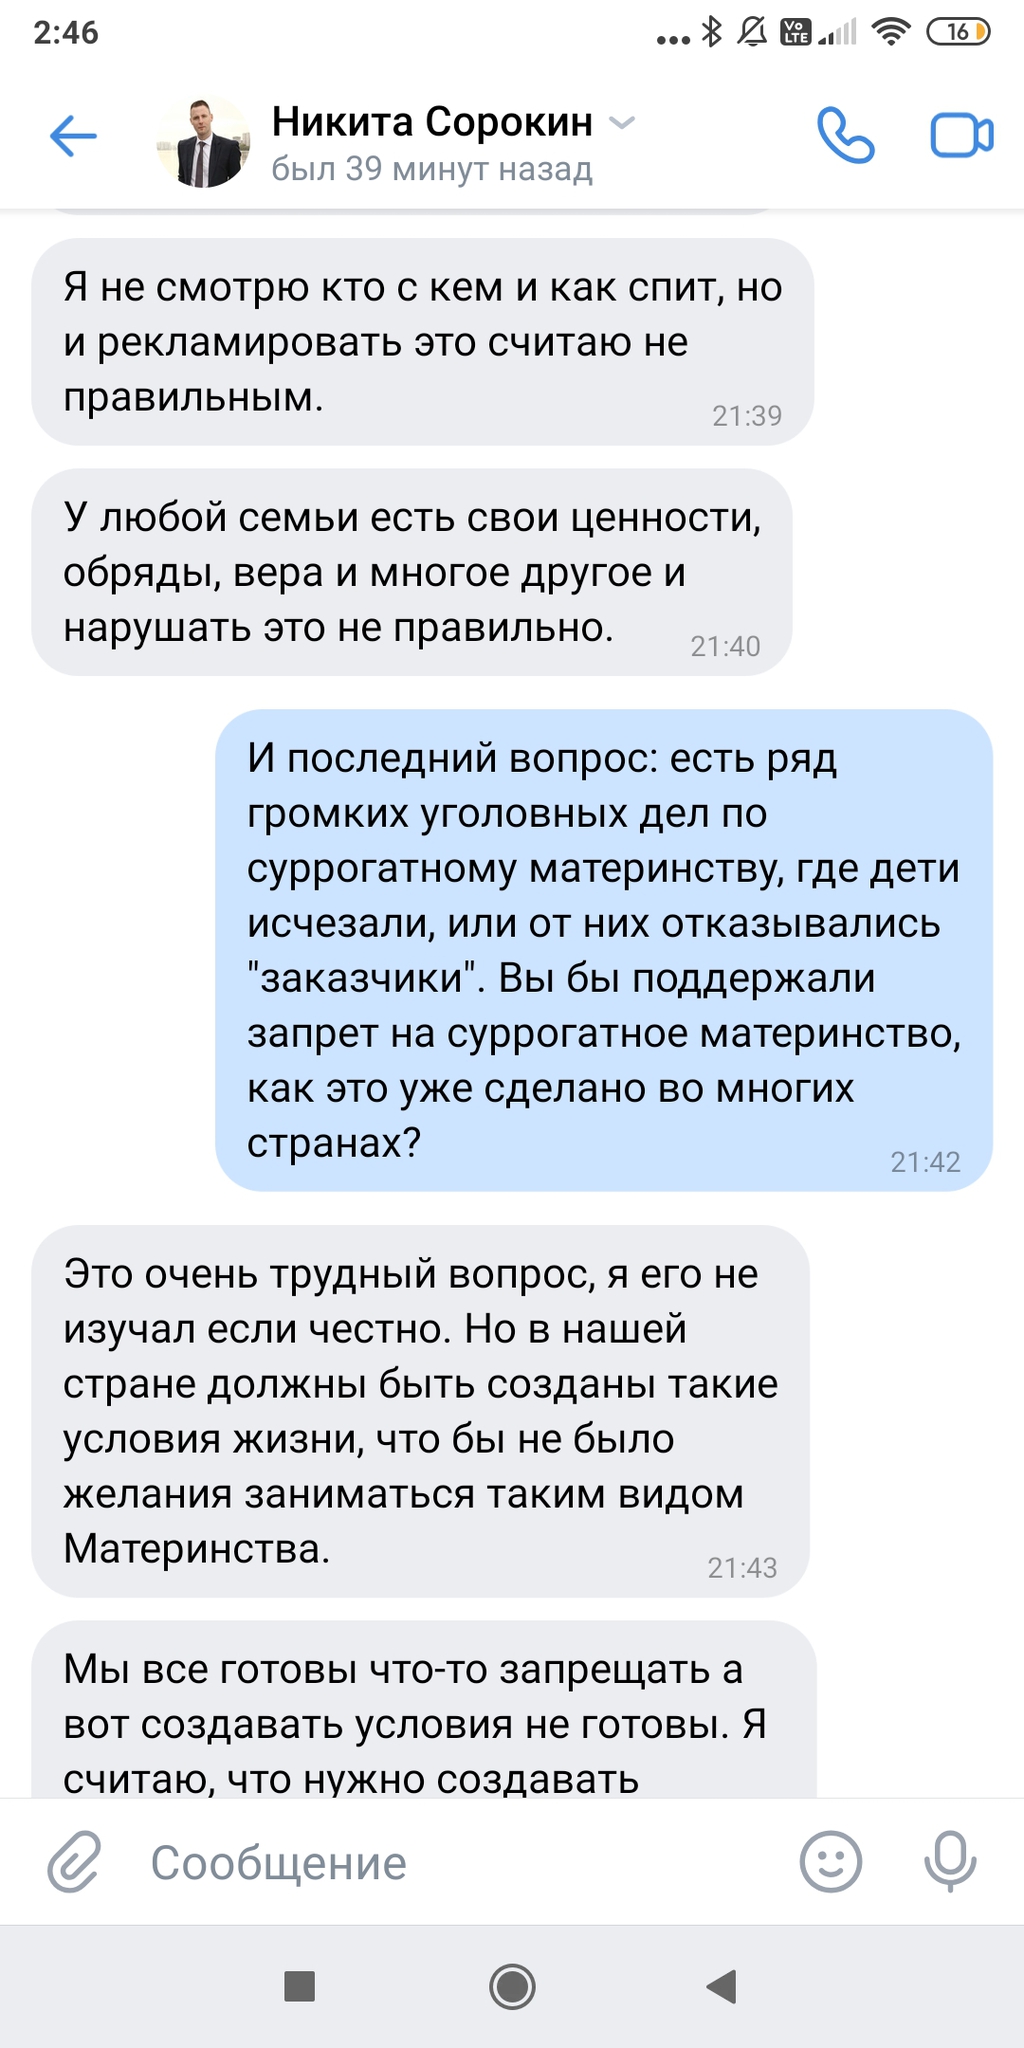 2:46
Vo
LTE
16
Никита Сорокин
был 39 минут назад
Я не смотрю кто с кем и как спит, но
и рекламировать это считаю не
правильным.
21:39
У любой семьи есть свои ценности,
обряды, вера и многое другое и
нарушать это не правильно.
21:40
И последний вопрос: есть ряд
громких уголовных дел по
суррогатному материнству, где дети
исчезали, или от них отказывались
"заказчики". Вы бы поддержали
запрет на суррогатное материнство,
как это уже сделано во многих
странах?
21:42
Это очень трудный вопрос, я его не
изучал если честно. Но в нашей
стране должны быть созданы такие
условия жизни, что бы не было
желания заниматься таким видом
Материнства.
21:43
Мы все готовы что-то запрещать а
вот создавать условия не готовы. Я
считаю, что нужно создавать
Сообщение